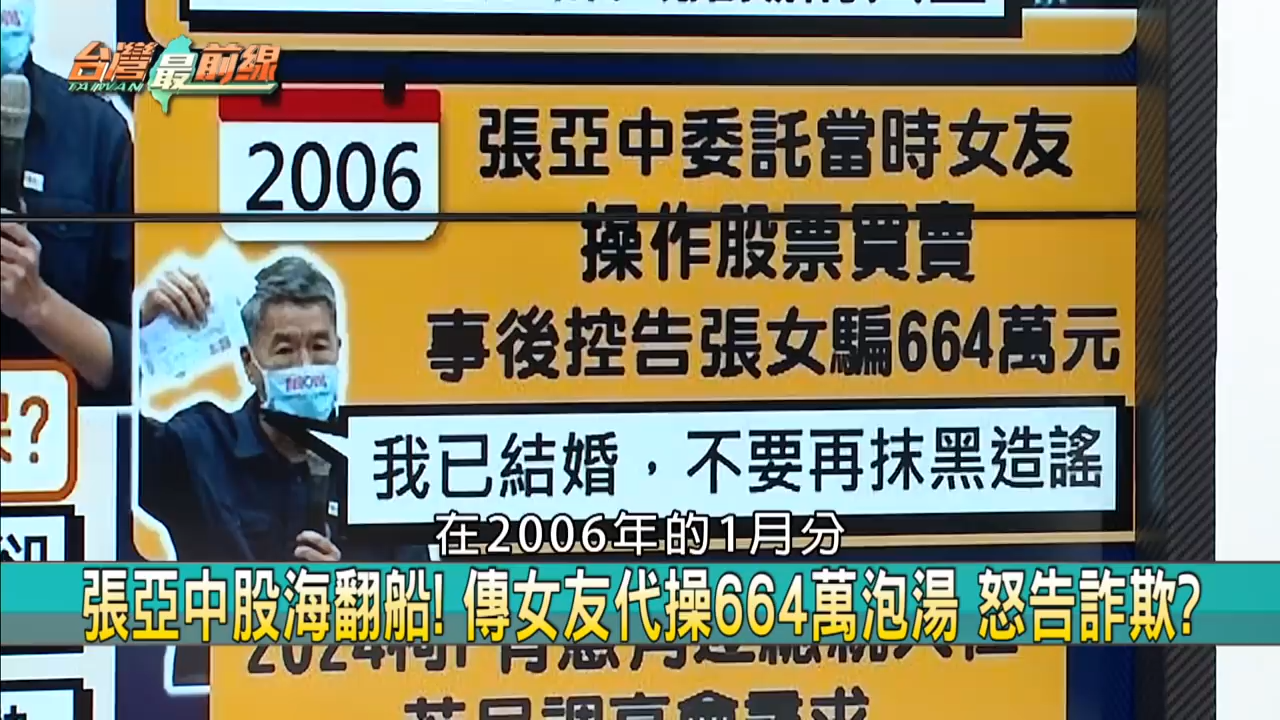 台灣最前線
TAIWAN
2006
張亞中委託當時女友
操作股票買賣
事後控告張女騙664萬元
我已結婚，不要再抹黑造謠
在2006年的1月分
張亞中股海翻船! 傳女友代操664萬泡湯 怒告詐欺?